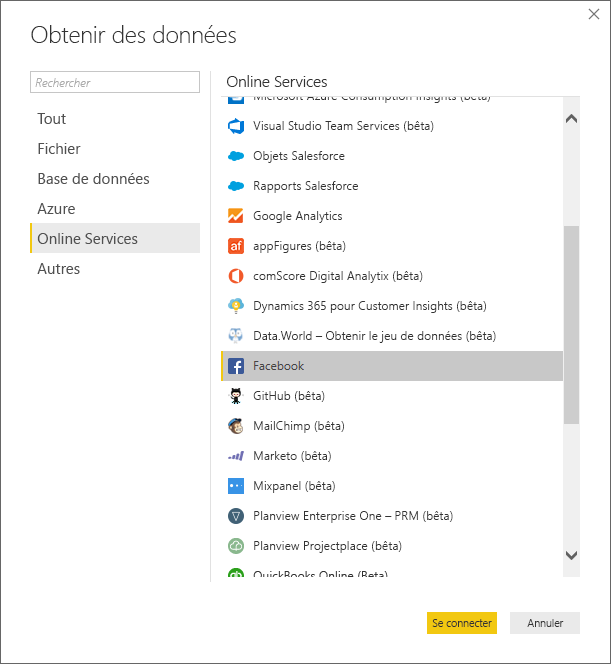 Obtenir des données
Rechercher
Tout
Fichier
Base de données
Azure
Online Services
Autres
Online Services
Microsoft Azure Consumption Insights (bêta)
Visual Studio Team Services (bêta)
Objets Salesforce
Rapports Salesforce
Google Analytics
appFigures (bêta)
comScore Digital Analytix (bêta)
Dynamics 365 pour Customer Insights (bêta)
Data.World – Obtenir le jeu de données (bêta)
Facebook
GitHub (bêta)
MailChimp (bêta)
Marketo (bêta)
Mixpanel (bêta)
Planview Enterprise One – PRM (bêta)
Planview Projectplace (bêta)
QuickBooks Online (Beta)
Se connecter
Annuler